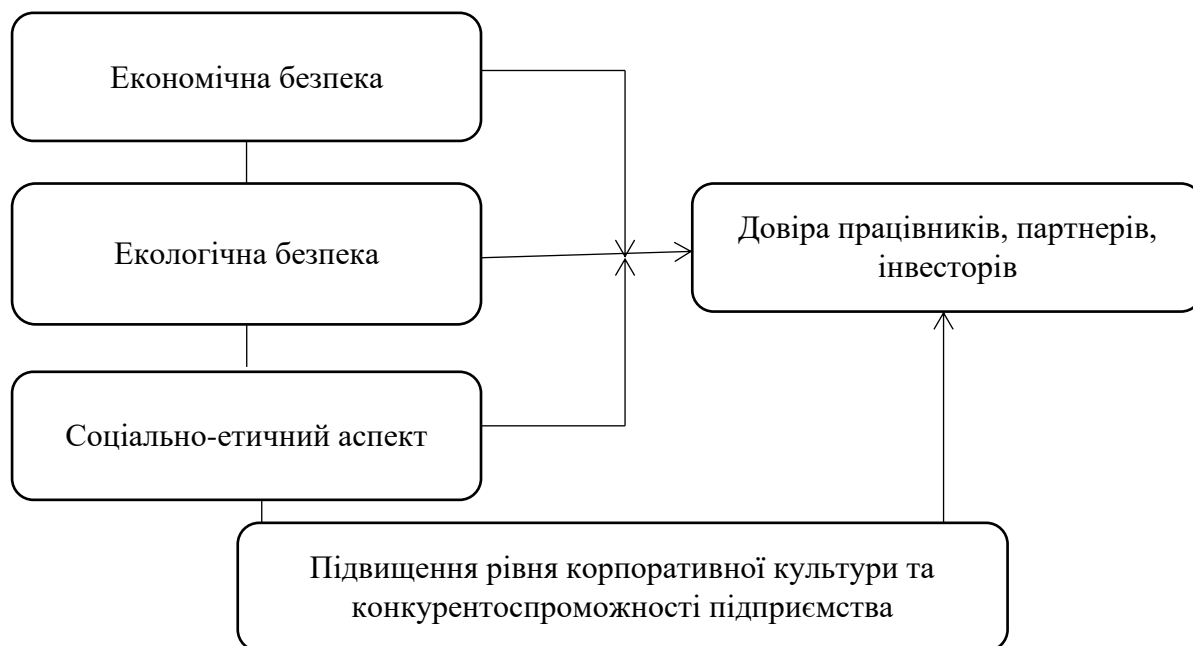 Економічна безпека
Екологічна безпека
Довіра працівників, партнерів,
інвесторів
Соціально-етичний аспект
Підвищення рівня корпоративної культури та
конкурентоспроможності підприємства